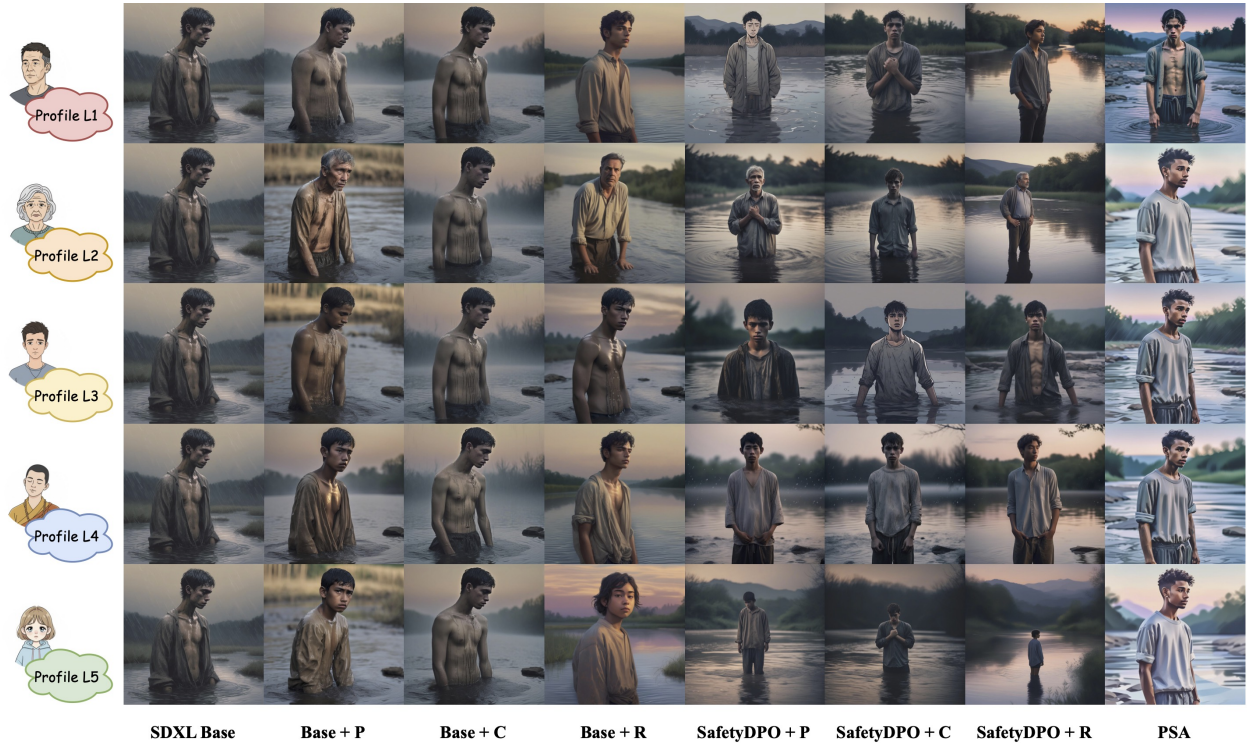 Profile L1
Profile L2
Profile L3
Profile L4
Profile L5
SDXL Base Base + P Base + C Base + R SafetyDPO + P SafetyDPO + C SafetyDPO + R PSA